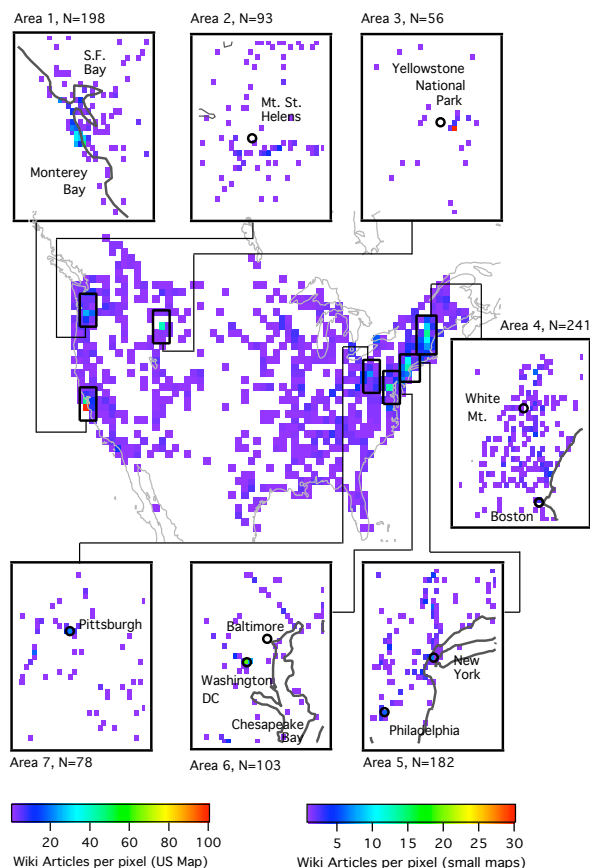 Area 1, N=198
Area 2, N=93
Area 3, N=56
S.F.
Bay
Monterey
Bay
Mt. St.
Helens
Yellowstone
National
Park
Area 4, N=241
White
Mt.
Boston
Pittsburgh
Baltimore
Washington
DC
Chesapeake
Bay
New
York
Philadelphia
Area 7, N=78
Area 6, N=103
Area 5, N=182
20 40 60 80 100
Wiki Articles per pixel (US Map)
5 10 15 20 25 30
Wiki Articles per pixel (small maps)